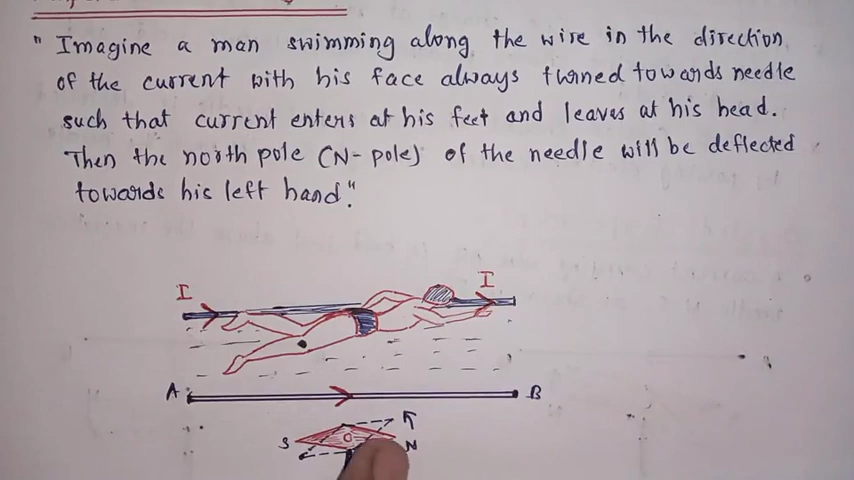 " Imagine a man swimming along the wire in the direction
of the current with his face always turned towards needle
such that current enters at his feet and leaves at his head.
Then the north pole (N-pole) of the needle will be deflected
towards his left hand".
I I
A B
S N